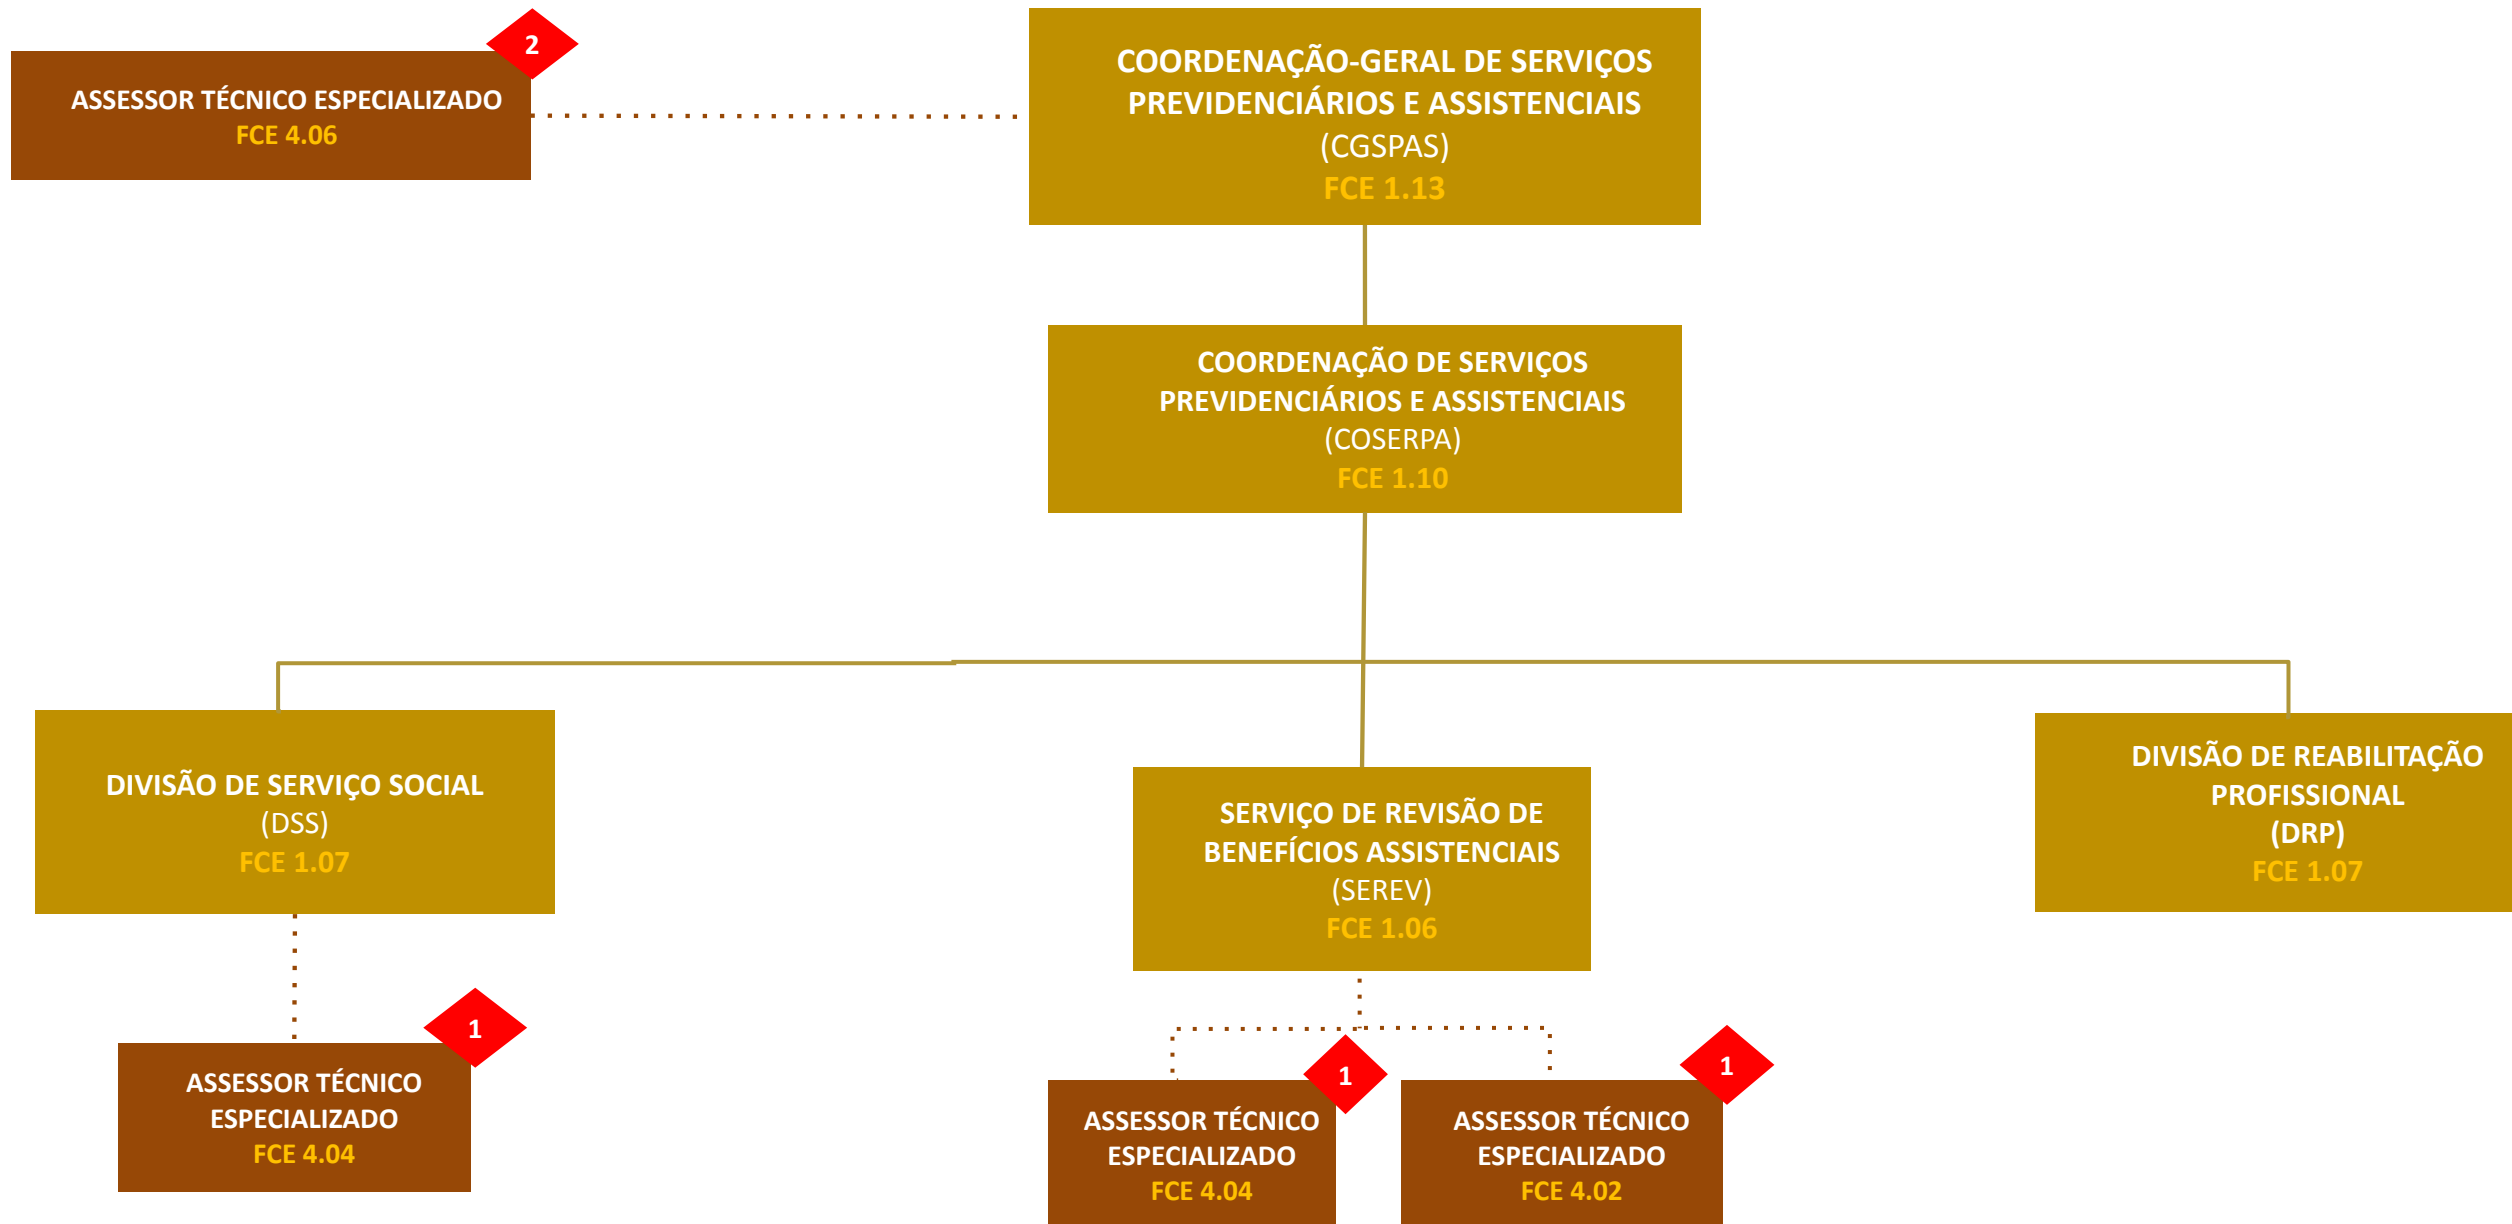 2
ASSESSOR TÉCNICO ESPECIALIZADO
FCE 4.06
COORDENAÇÃO-GERAL DE SERVIÇOS
PREVIDENCIÁRIOS E ASSISTENCIAIS
(CGSPAS)
FCE 1.13
COORDENAÇÃO DE SERVIÇOS
PREVIDENCIÁRIOS E ASSISTENCIAIS
(COSERPA)
FCE 1.10
DIVISÃO DE SERVIÇO SOCIAL
(DSS)
FCE 1.07
SERVIÇO DE REVISÃO DE
BENEFÍCIOS ASSISTENCIAIS
(SEREV)
FCE 1.06
DIVISÃO DE REABILITAÇÃO
PROFISSIONAL
(DRP)
FCE 1.07
1
ASSESSOR TÉCNICO
ESPECIALIZADO
FCE 4.04
1
ASSESSOR TÉCNICO
ESPECIALIZADO
FCE 4.04
1
ASSESSOR TÉCNICO
ESPECIALIZADO
FCE 4.02